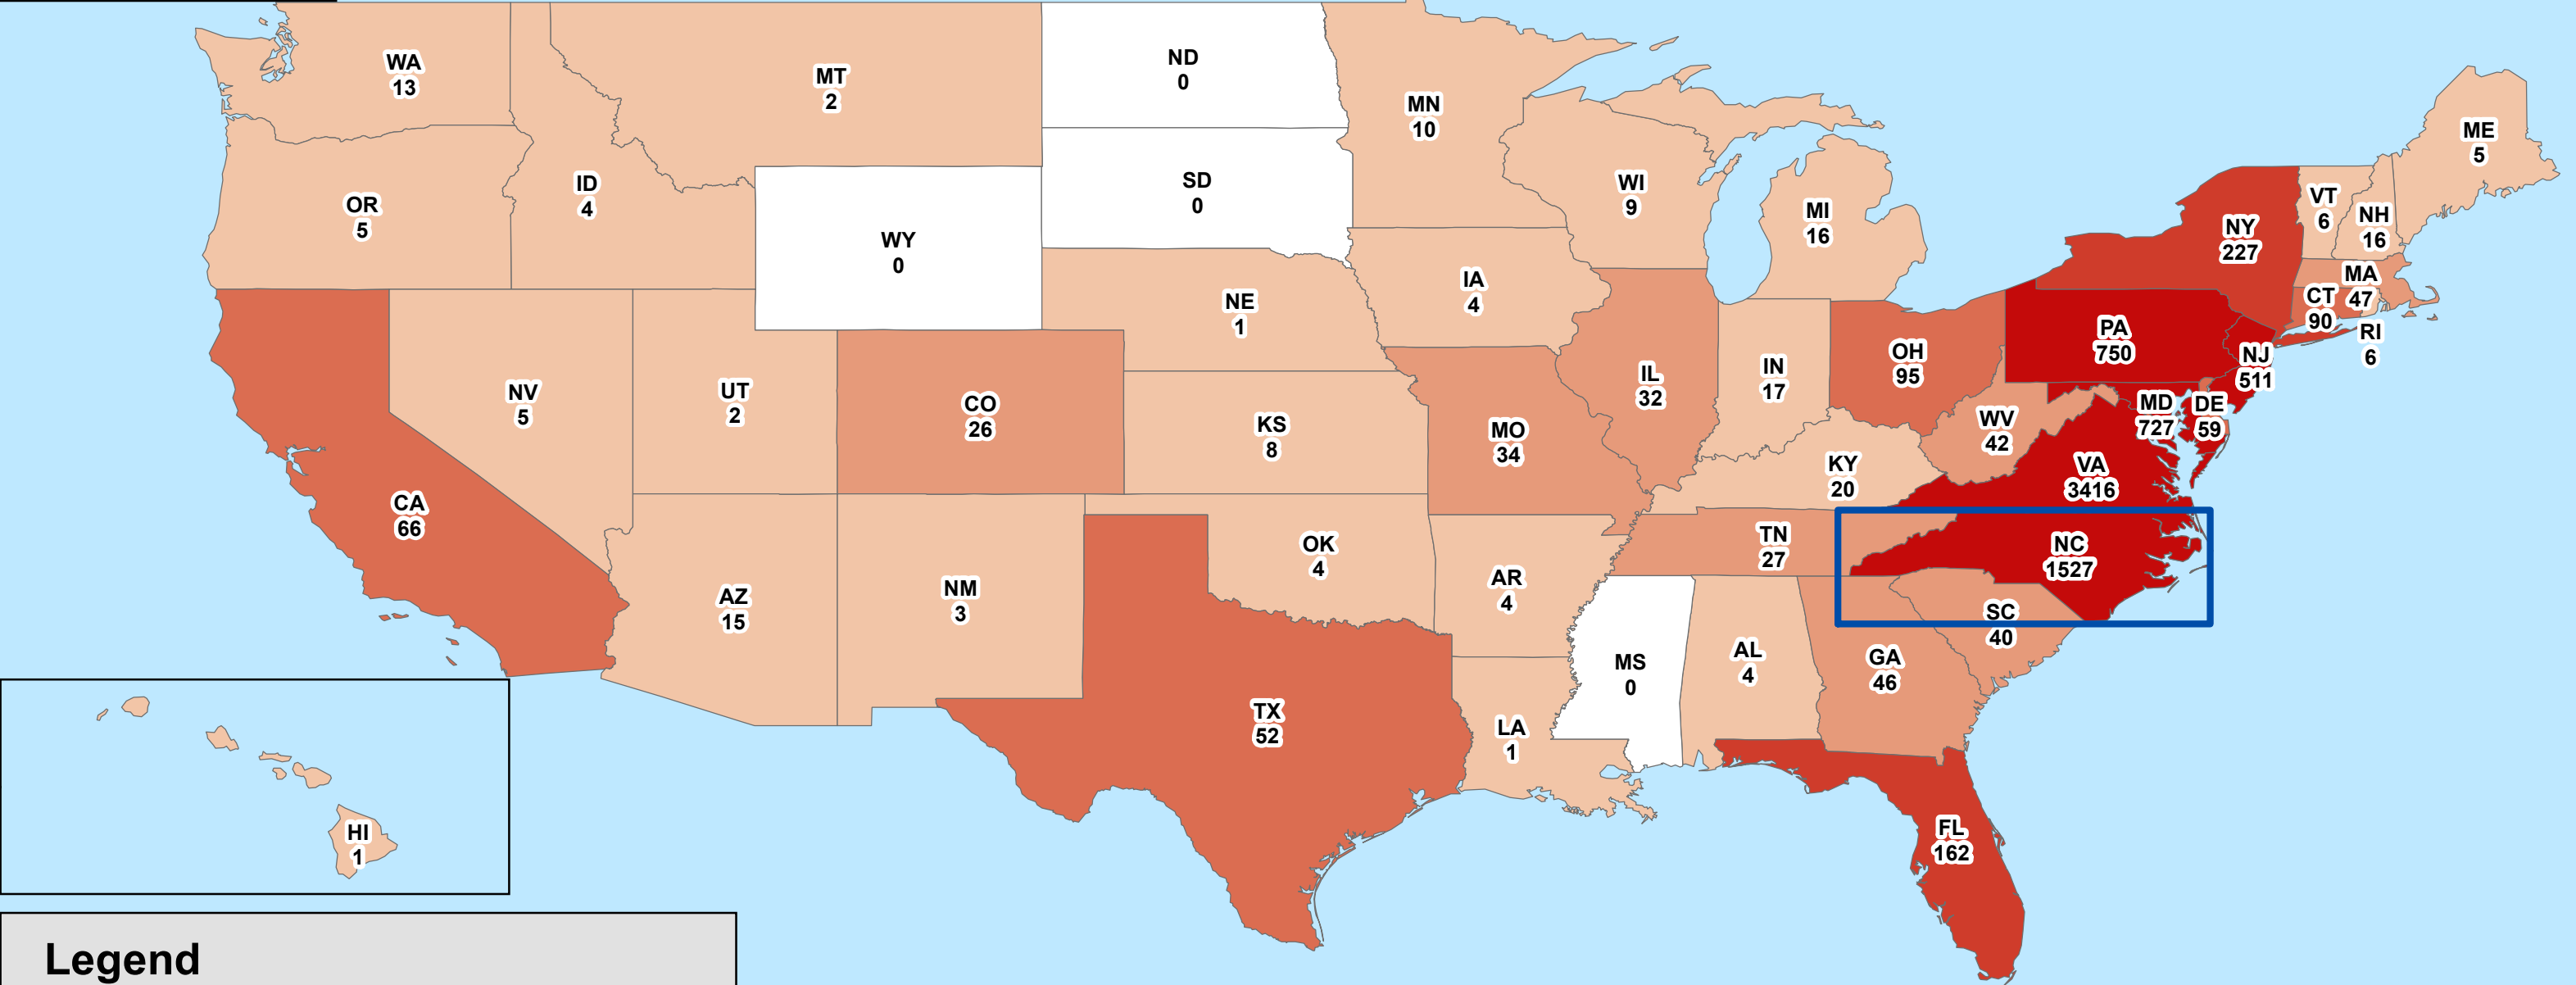 WA
13
MT
2
ND
0
MN
10
ME
5
OR
5
ID
4
WY
0
SD
0
WI
9
MI
16
NY
227
VT
6
NH
16
MA
47
CT
90
RI
6
NE
1
IA
4
PA
750
NJ
511
OH
95
IN
17
IL
32
NV
5
UT
2
CO
26
KS
8
MO
34
WV
42
MD
727
DE
59
KY
20
VA
3416
CA
66
AZ
15
NM
3
OK
4
AR
4
TN
27
NC
1527
SC
40
MS
0
AL
4
GA
46
TX
52
LA
1
FL
162
HI
1
Legend